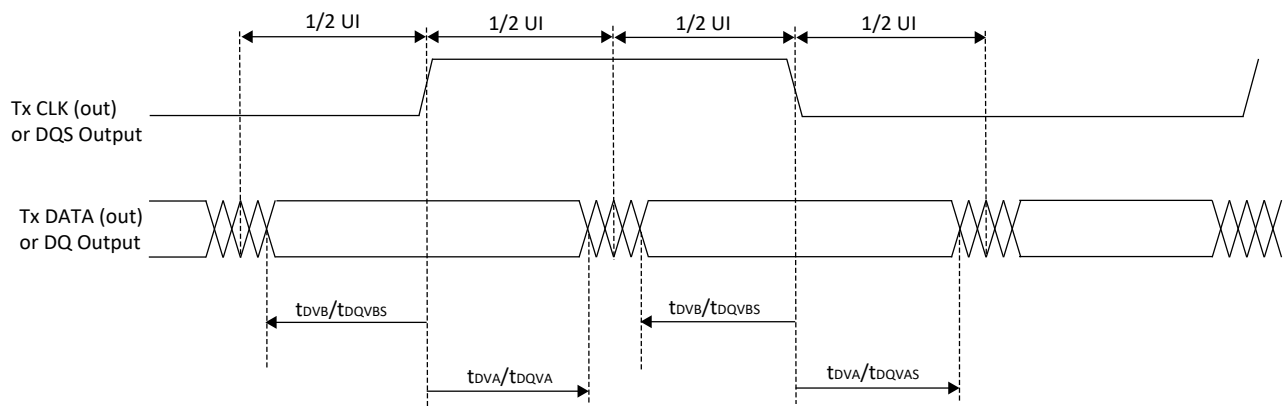 1/2 UI
1/2 UI
1/2 UI
1/2 UI
Tx CLK (out)
or DQS Output
Tx DATA (out)
or DQ Output
tDVB/tDQVBS
tDVB/tDQVBS
tDVA/tDQVA
tDVA/tDQVAS